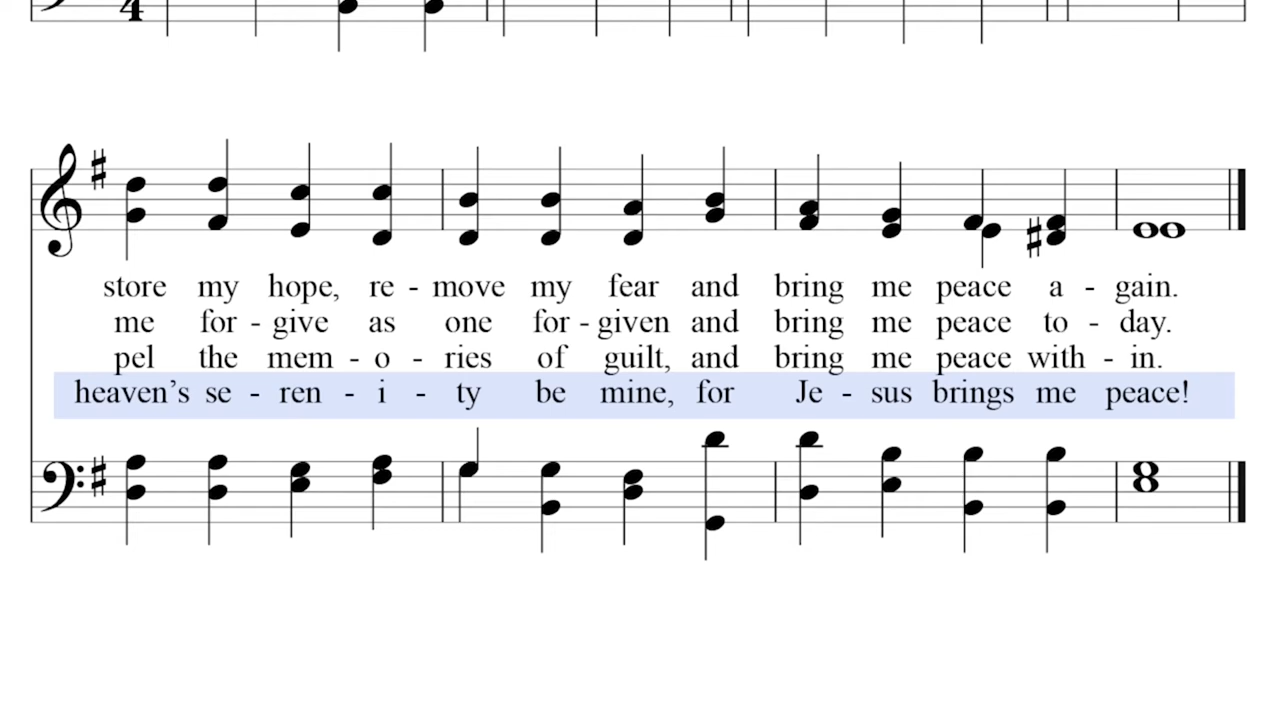 4
store my hope, re - move my fear and bring me peace a - gain.
me for - give as one for - given and bring me peace to - day.
pel the mem - o - ries of guilt, and bring me peace with - in.
heaven’s se - ren - i - ty be mine, for Je - sus brings me peace!